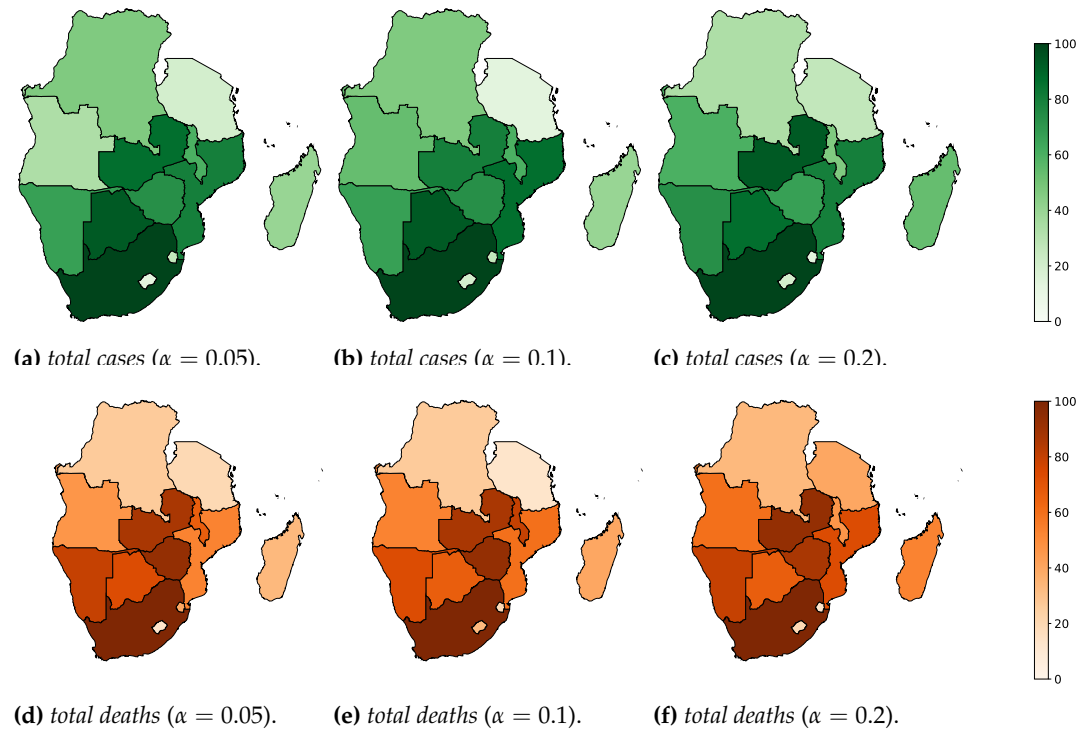 100
80
60
40
20
0
(a) total cases (α = 0.05).
(b) total cases (α = 0.1).
(c) total cases (α = 0.2).
100
80
60
40
20
0
(d) total deaths (α = 0.05).
(e) total deaths (α = 0.1).
(f) total deaths (α = 0.2).